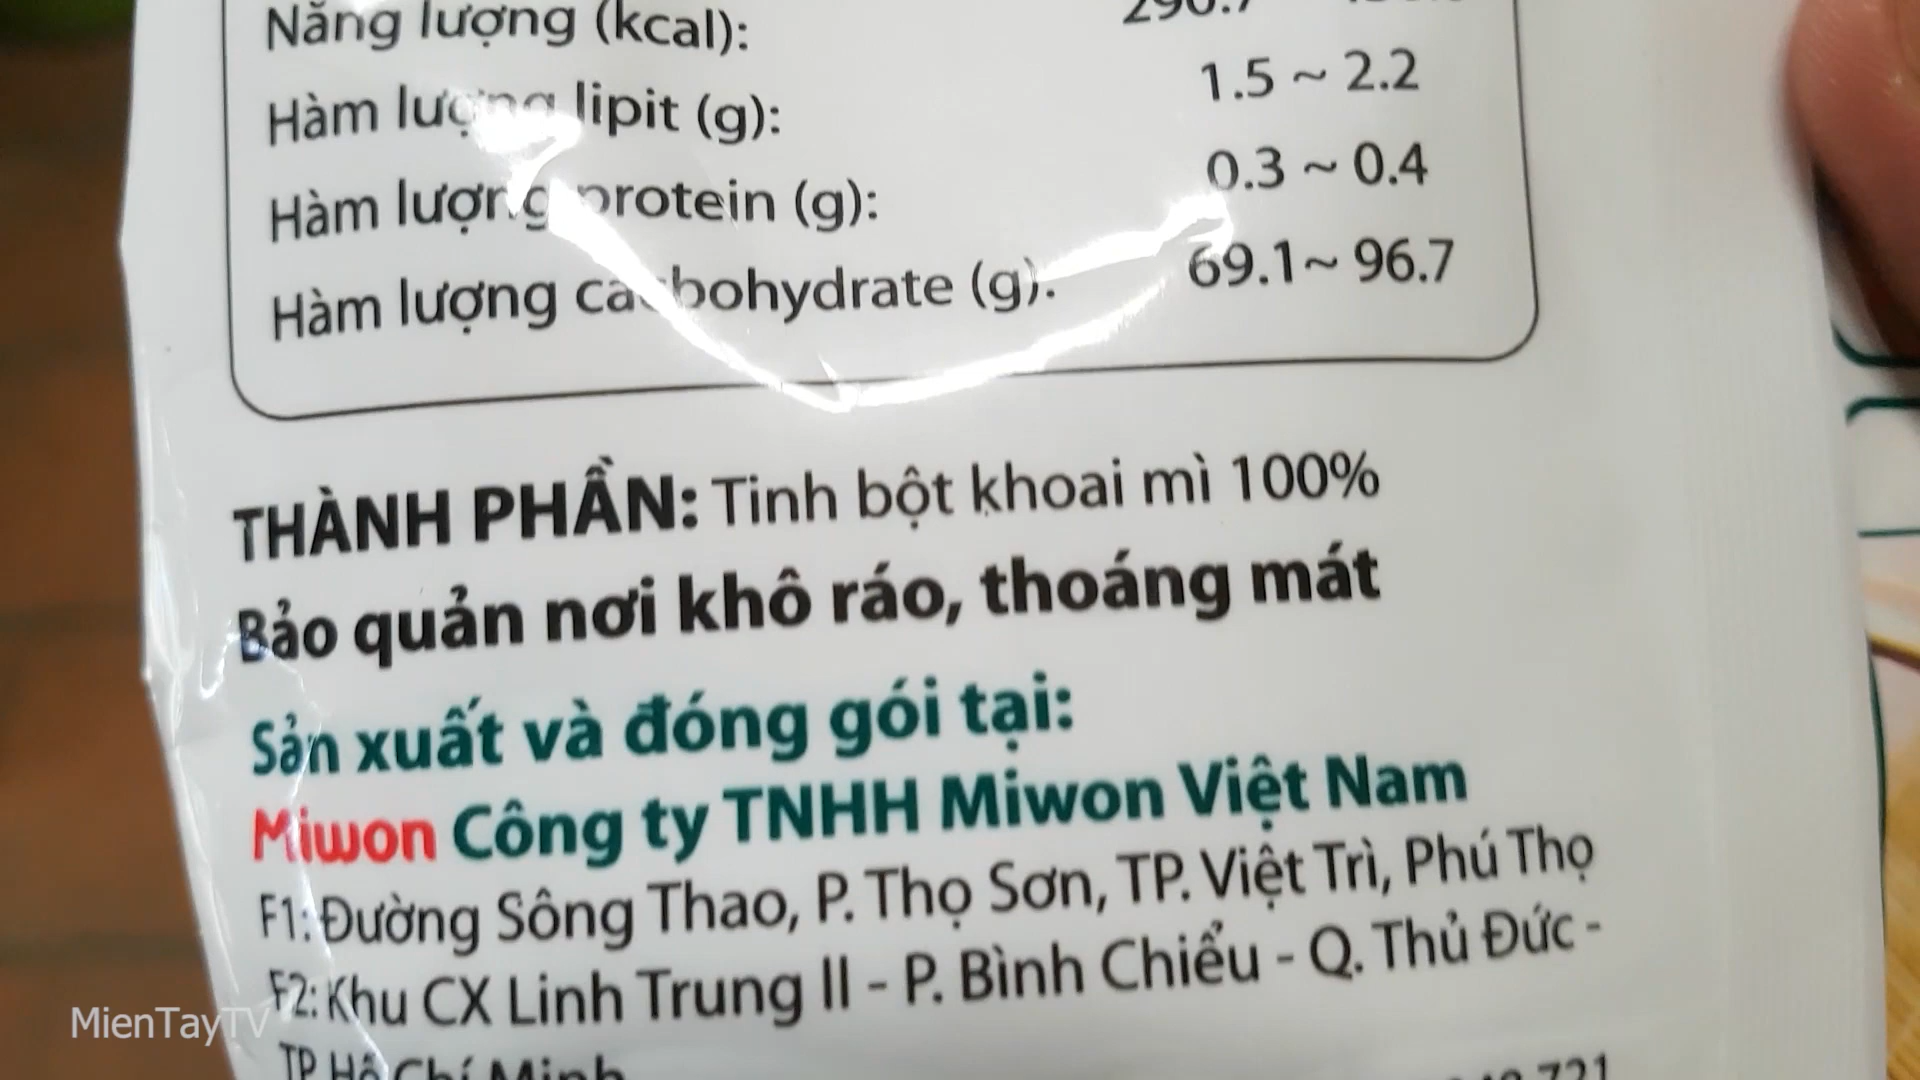 Năng lượng (kcal):
Hàm lượng lipit (g): 1.5 ~ 2.2
Hàm lượng protein (g): 0.3 ~ 0.4
Hàm lượng cacbohydrate (g): 69.1~ 96.7
THÀNH PHẦN: Tinh bột khoai mì 100%
Bảo quản nơi khô ráo, thoáng mát
Sản xuất và đóng gói tại:
Miwon Công ty TNHH Miwon Việt Nam
F1: Đường Sông Thao, P. Thọ Sơn, TP. Việt Trì, Phú Thọ
F2: Khu CX Linh Trung II - P. Bình Chiểu - Q. Thủ Đức -
TP Hồ Chí Minh
MienTayTV